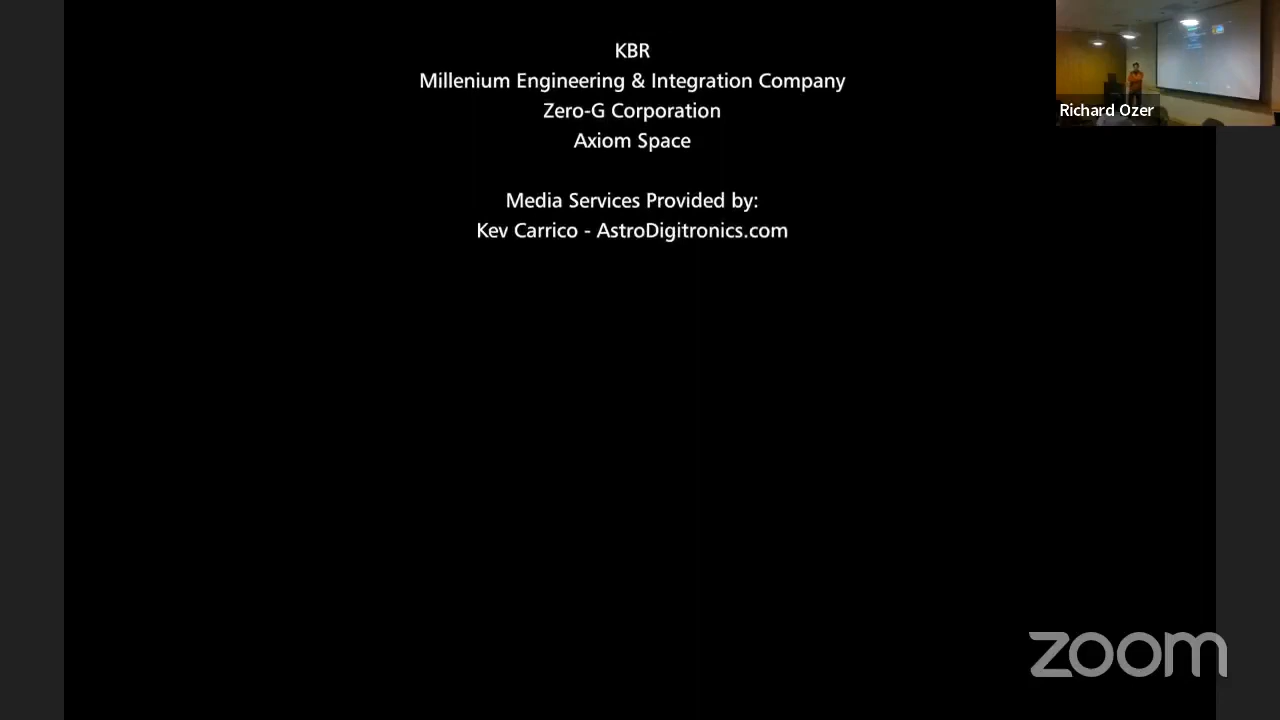 KBR
Millenium Engineering & Integration Company
Zero-G Corporation
Axiom Space
Media Services Provided by:
Kev Carrico - AstroDigitronics.com
Richard Ozer
zoom